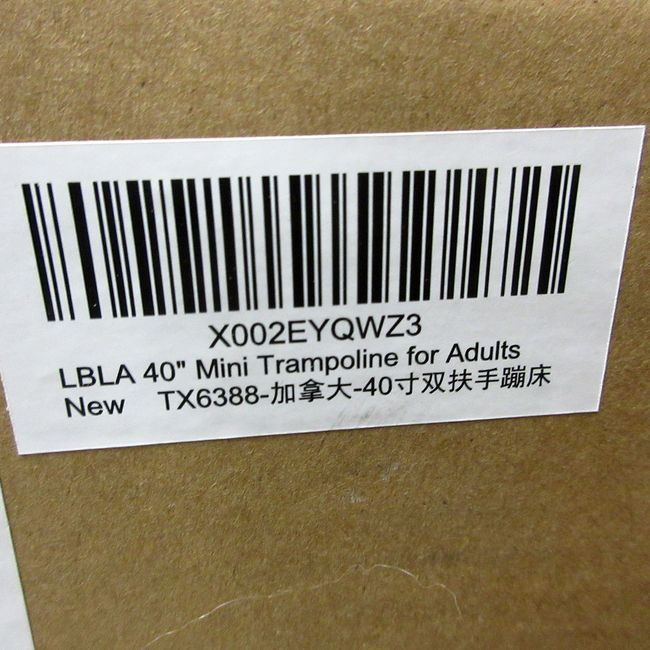 X002EYQWZ3
LBLA 40" Mini Trampoline for Adults
New TX6388-加拿大-40寸双扶手蹦床